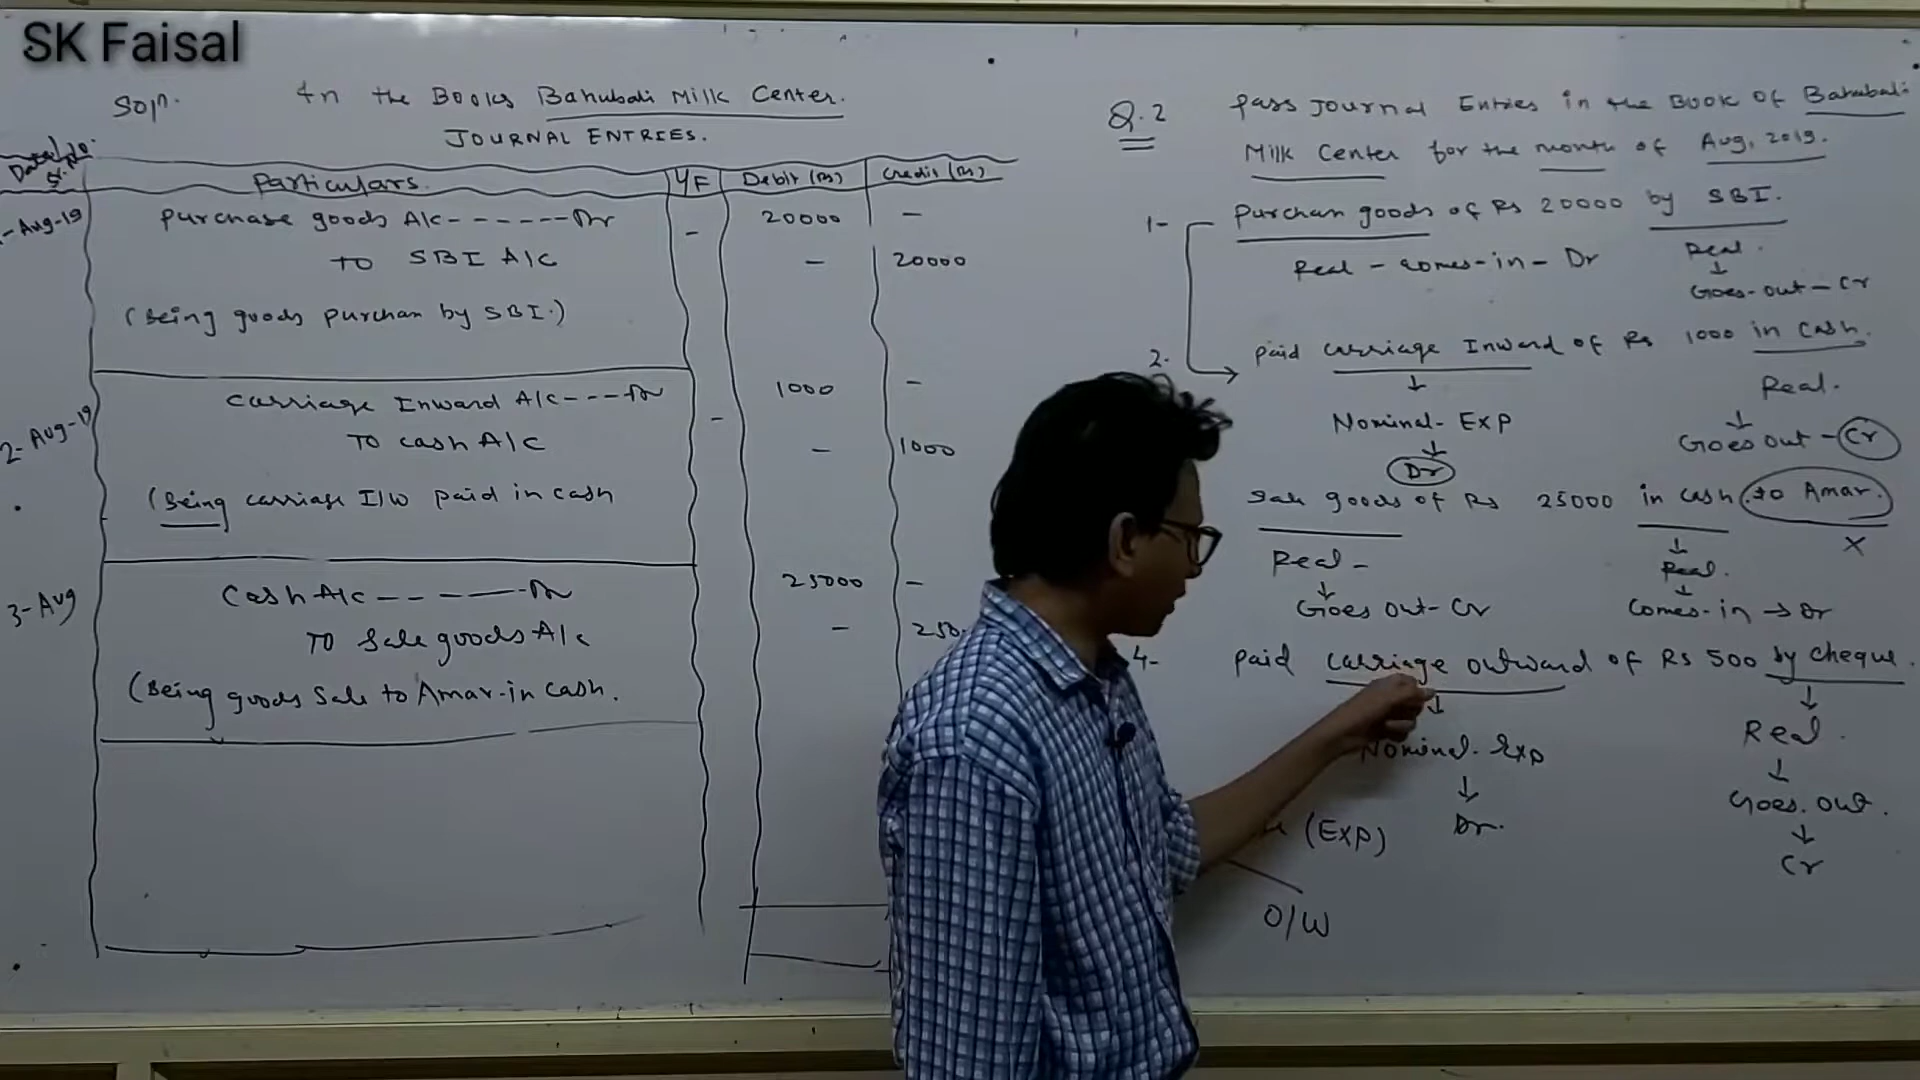 SK Faisal
Soln.
In the Books Bahubali Milk Center.
JOURNAL ENTRIES.
Particulars. L/F Debit (Rs) Credit (Rs)
1-Aug-19 Purchase goods A/c------Dr - 20000 -
To SBI A/c - 20000
(Being goods purchan by SBI.)
2-Aug-19 Carriage Inward A/c---Dr - 1000 -
To cash A/c - 1000
(Being carriage I/W paid in cash
3-Aug Cash A/c------Dr 25000 -
To Sale goods A/c -
(Being goods Sale to Amar-in cash.
Q.2 Pass Journal Entries in the Book of Bahubali
Milk Center for the month of Aug, 2019.
1- Purchan goods of Rs 20000 by SBI.
Real - comes-in - Dr
Real.
↓
Goes-out - Cr
2- Paid carriage Inward of Rs 1000 in cash.
↓
Nominal- Exp
↓
Dr
Real.
↓
Goes out - Cr
Sale goods of Rs 25000 in cash to Amar.
X
Real -
↓
Goes out - Cr
↓
Real.
↓
Comes-in → Dr
4- Paid carriage outward of Rs 500 by cheque.
↓
Nominal. Exp
↓
Dr.
↓
Real.
↓
Goes. out.
↓
Cr
(Exp)
O/W